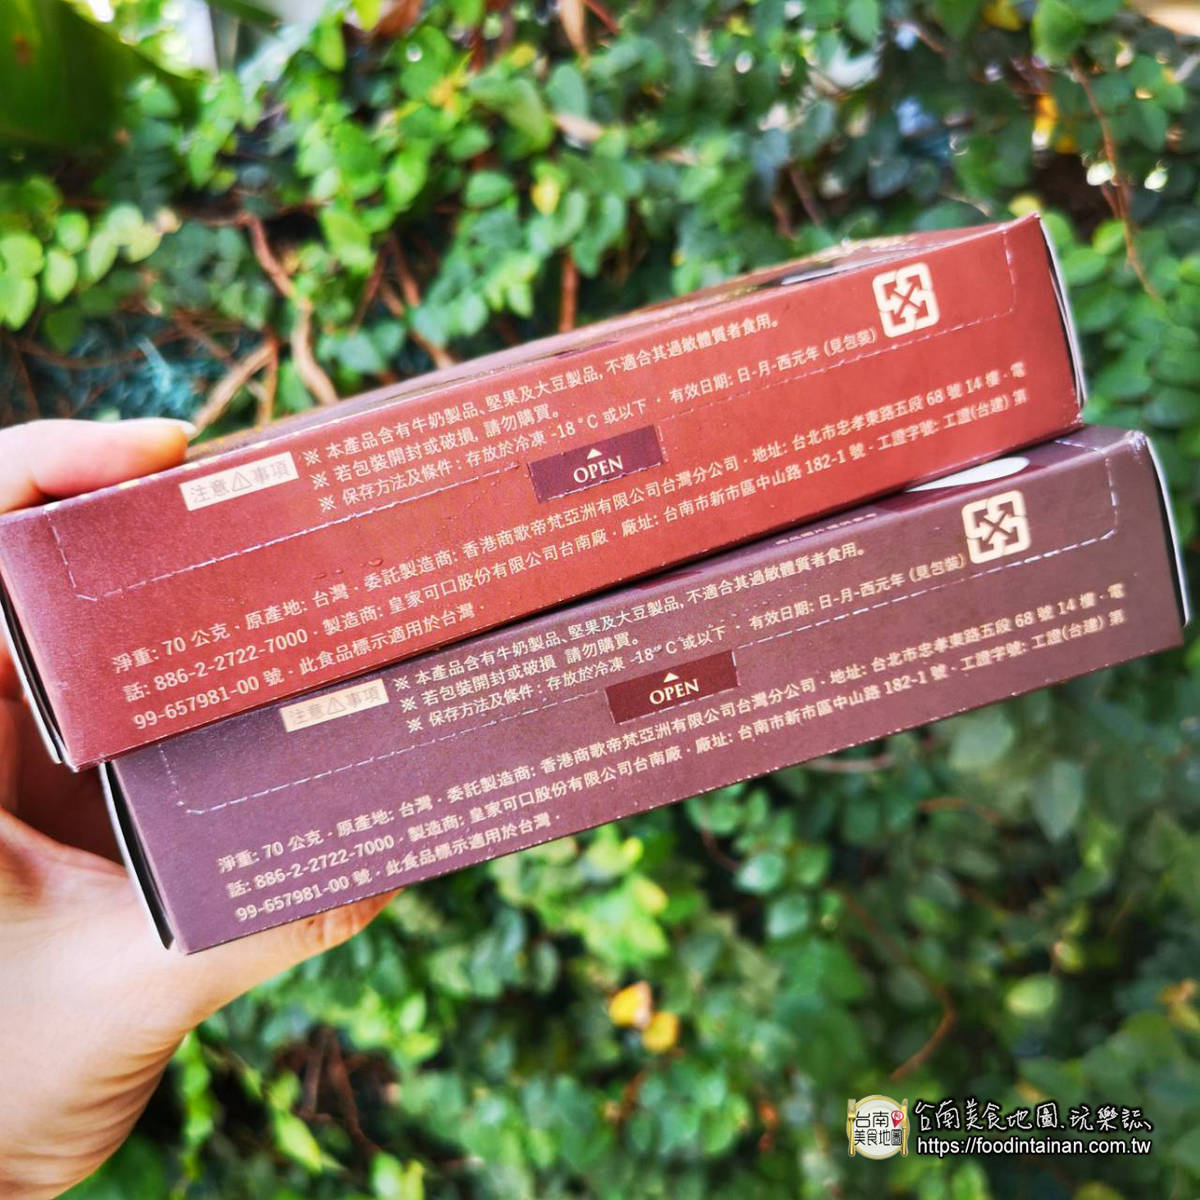 注意⚠事項
※ 本產品含有牛奶製品、堅果及大豆製品, 不適合其過敏體質者食用。
※ 若包裝開封或破損, 請勿購買。
※ 保存方法及條件: 存放於冷凍 -18°C 或以下 · 有效日期: 日-月-西元年 (見包裝)
OPEN
淨重: 70 公克 · 原產地: 台灣 · 委託製造商: 香港商歌帝梵亞洲有限公司台灣分公司 · 地址: 台北市忠孝東路五段 68 號 14 樓 · 電
話: 886-2-2722-7000 · 製造商: 皇家可口股份有限公司台南廠 · 廠址: 台南市新市區中山路 182-1 號 · 工證字號: 工證(台建) 第
99-657981-00 號 · 此食品標示適用於台灣 ·
注意⚠事項
※ 本產品含有牛奶製品、堅果及大豆製品, 不適合其過敏體質者食用。
※ 若包裝開封或破損 請勿購買。
※ 保存方法及條件: 存放於冷凍 -18°C 或以下 · 有效日期: 日-月-西元年 (見包裝)
OPEN
淨重: 70 公克 · 原產地: 台灣 · 委託製造商: 香港商歌帝梵亞洲有限公司台灣分公司 · 地址: 台北市忠孝東路五段 68 號 14 樓 · 電
話: 886-2-2722-7000 · 製造商: 皇家可口股份有限公司台南廠 · 廠址: 台南市新市區中山路 182-1 號 · 工證字號: 工證(台建) 第
99-657981-00 號 · 此食品標示適用於台灣 ·
台南
美食地圖
台南美食地圖.玩樂誌
https://foodintainan.com.tw